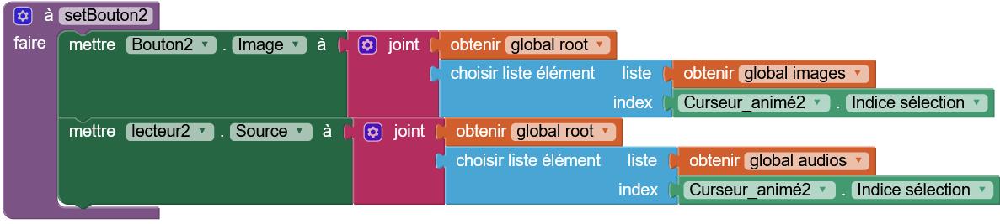 à setBouton2
faire mettre Bouton2 . Image à joint obtenir global root
choisir liste élément liste obtenir global images
index Curseur_animé2 . Indice sélection
mettre lecteur2 . Source à joint obtenir global root
choisir liste élément liste obtenir global audios
index Curseur_animé2 . Indice sélection